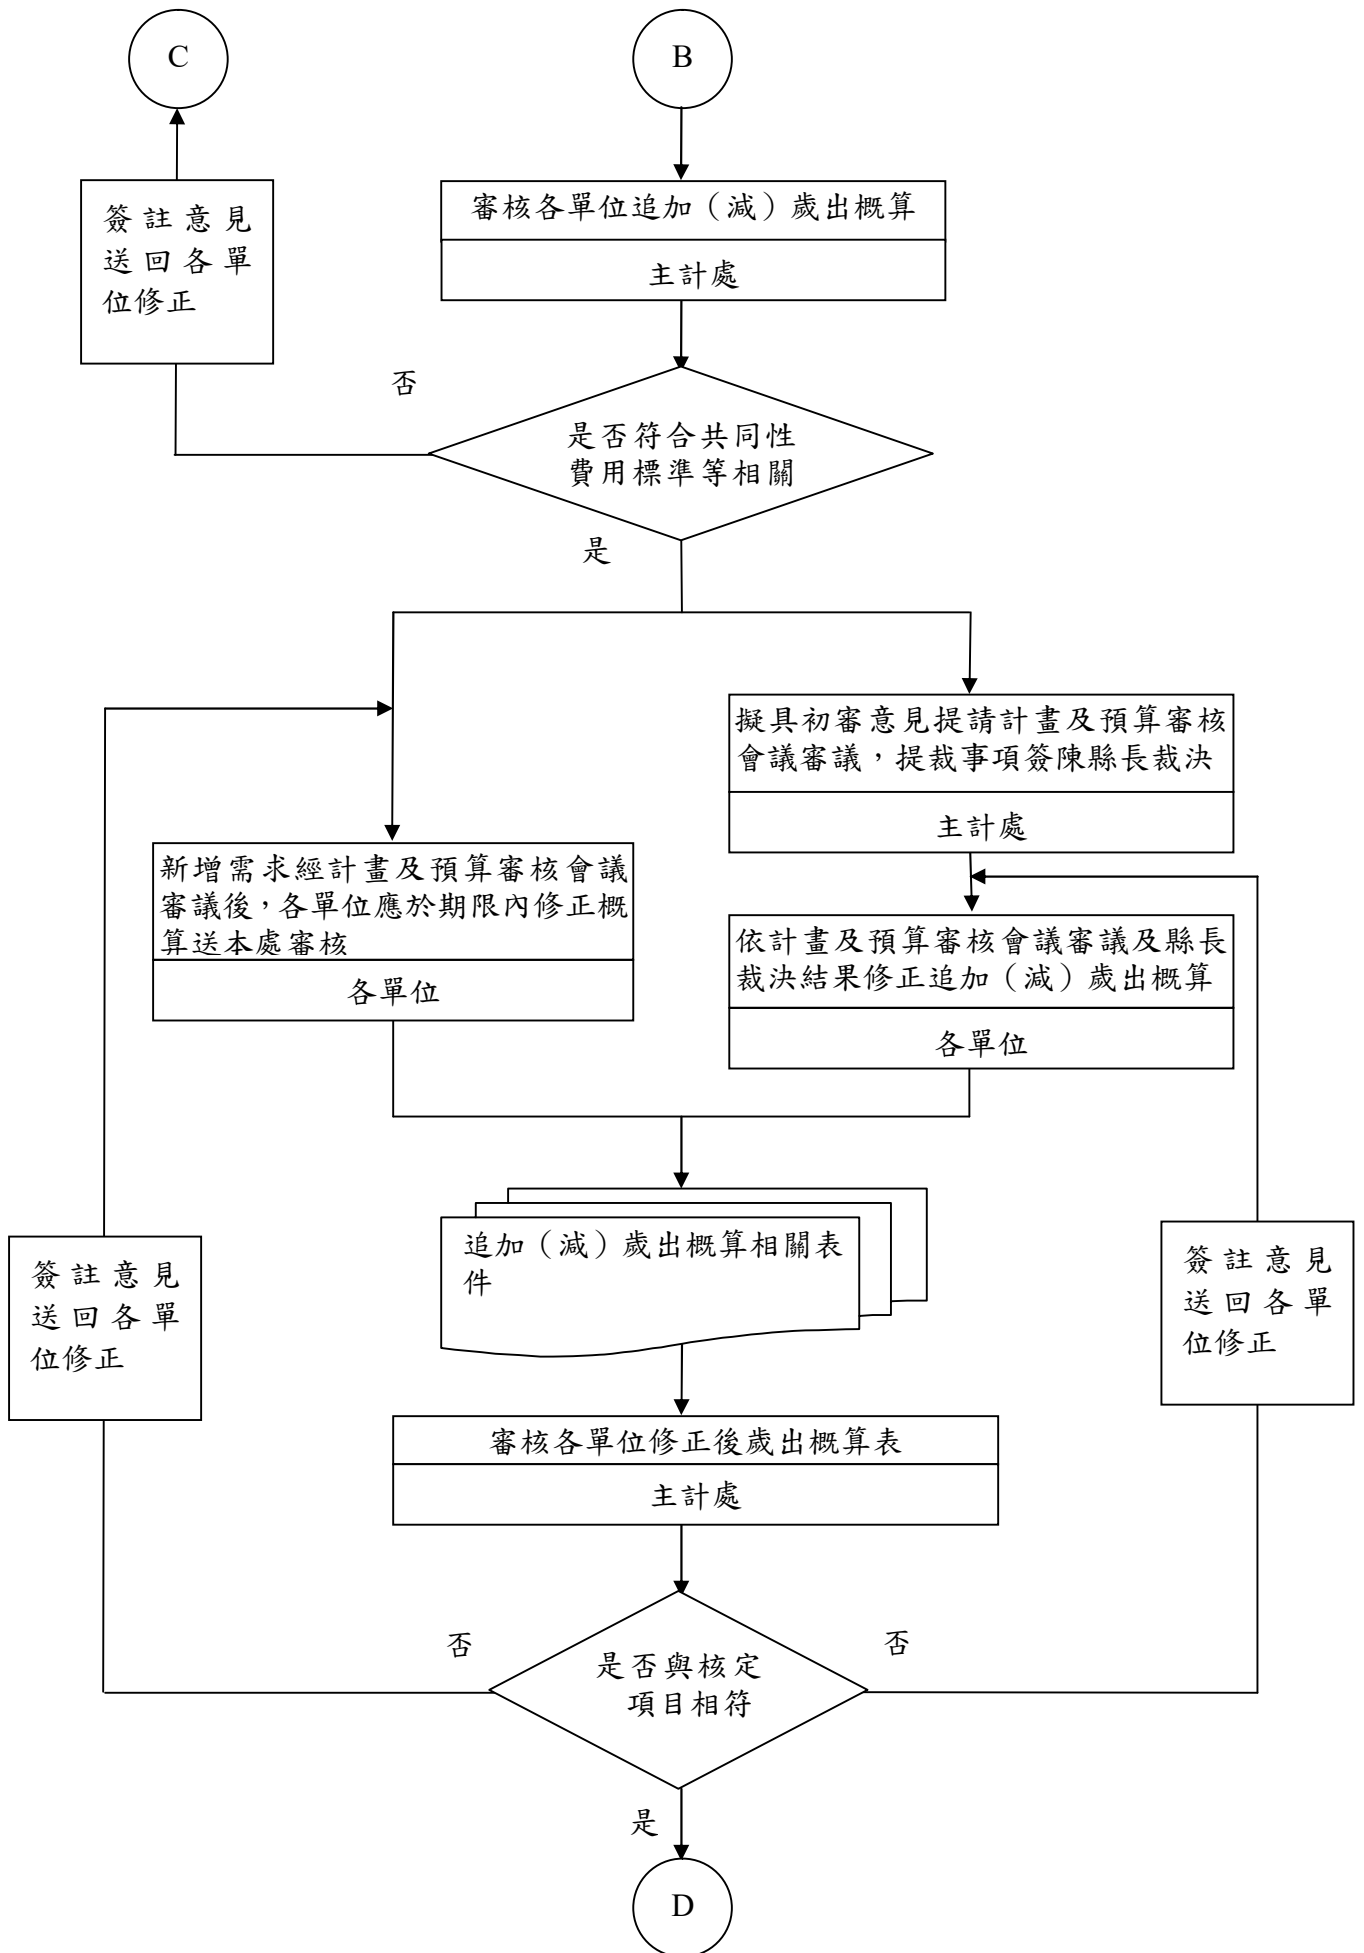 C
B
簽註意見
送回各單
位修正
審核各單位追加（減）歲出概算
主計處
否
是否符合共同性
費用標準等相關
是
擬具初審意見提請計畫及預算審核
會議審議，提裁事項簽陳縣長裁決
主計處
新增需求經計畫及預算審核會議
審議後，各單位應於期限內修正概
算送本處審核
各單位
依計畫及預算審核會議審議及縣長
裁決結果修正追加（減）歲出概算
各單位
追加（減）歲出概算相關表
件
簽註意見
送回各單
位修正
簽註意見
送回各單
位修正
審核各單位修正後歲出概算表
主計處
否
否
是否與核定
項目相符
是
D